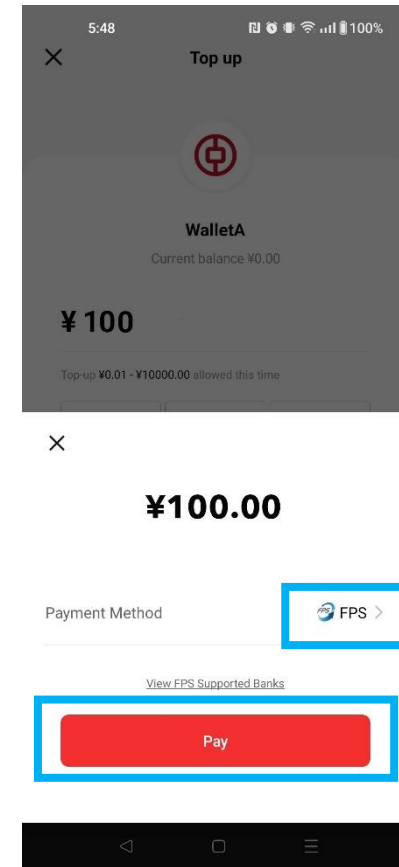 5:48 100%
Top up
WalletA
Current balance ¥0.00
¥ 100
Top-up ¥0.01 - ¥10000.00 allowed this time
¥100.00
Payment Method FPS FPS >
View FPS Supported Banks
Pay